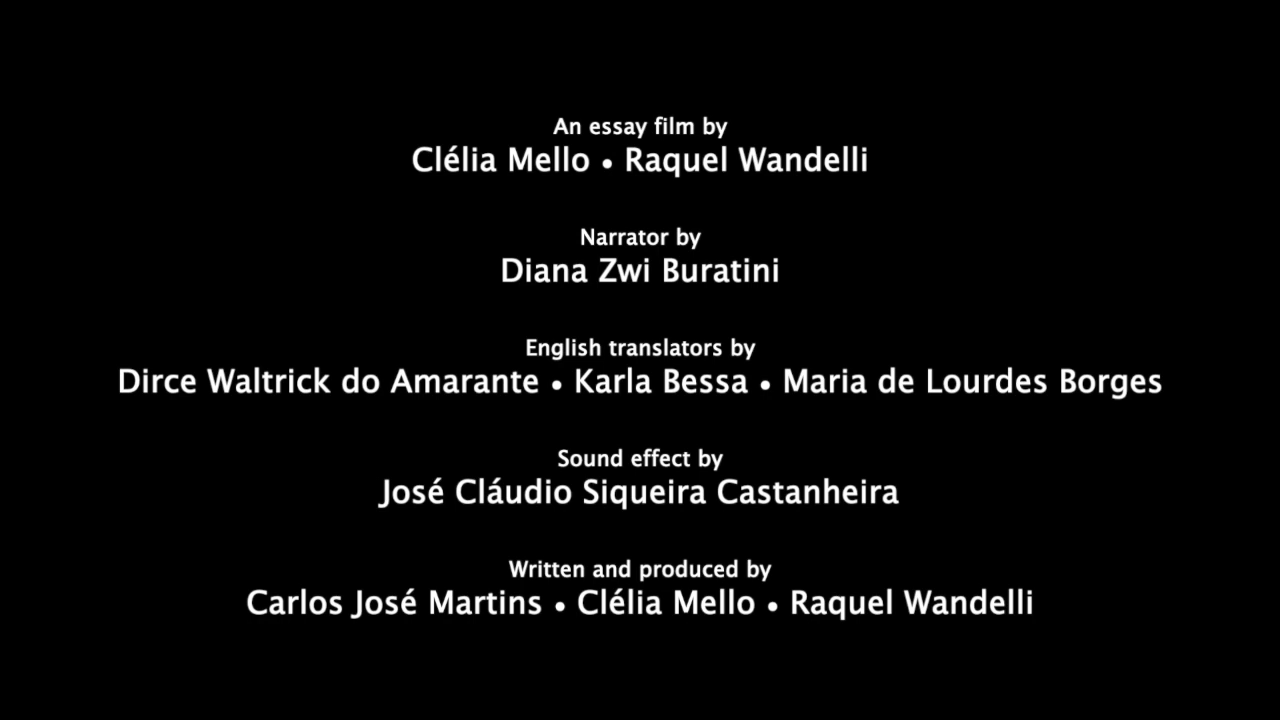 An essay film by
Clélia Mello • Raquel Wandelli
Narrator by
Diana Zwi Buratini
English translators by
Dirce Waltrick do Amarante • Karla Bessa • Maria de Lourdes Borges
Sound effect by
José Cláudio Siqueira Castanheira
Written and produced by
Carlos José Martins • Clélia Mello • Raquel Wandelli